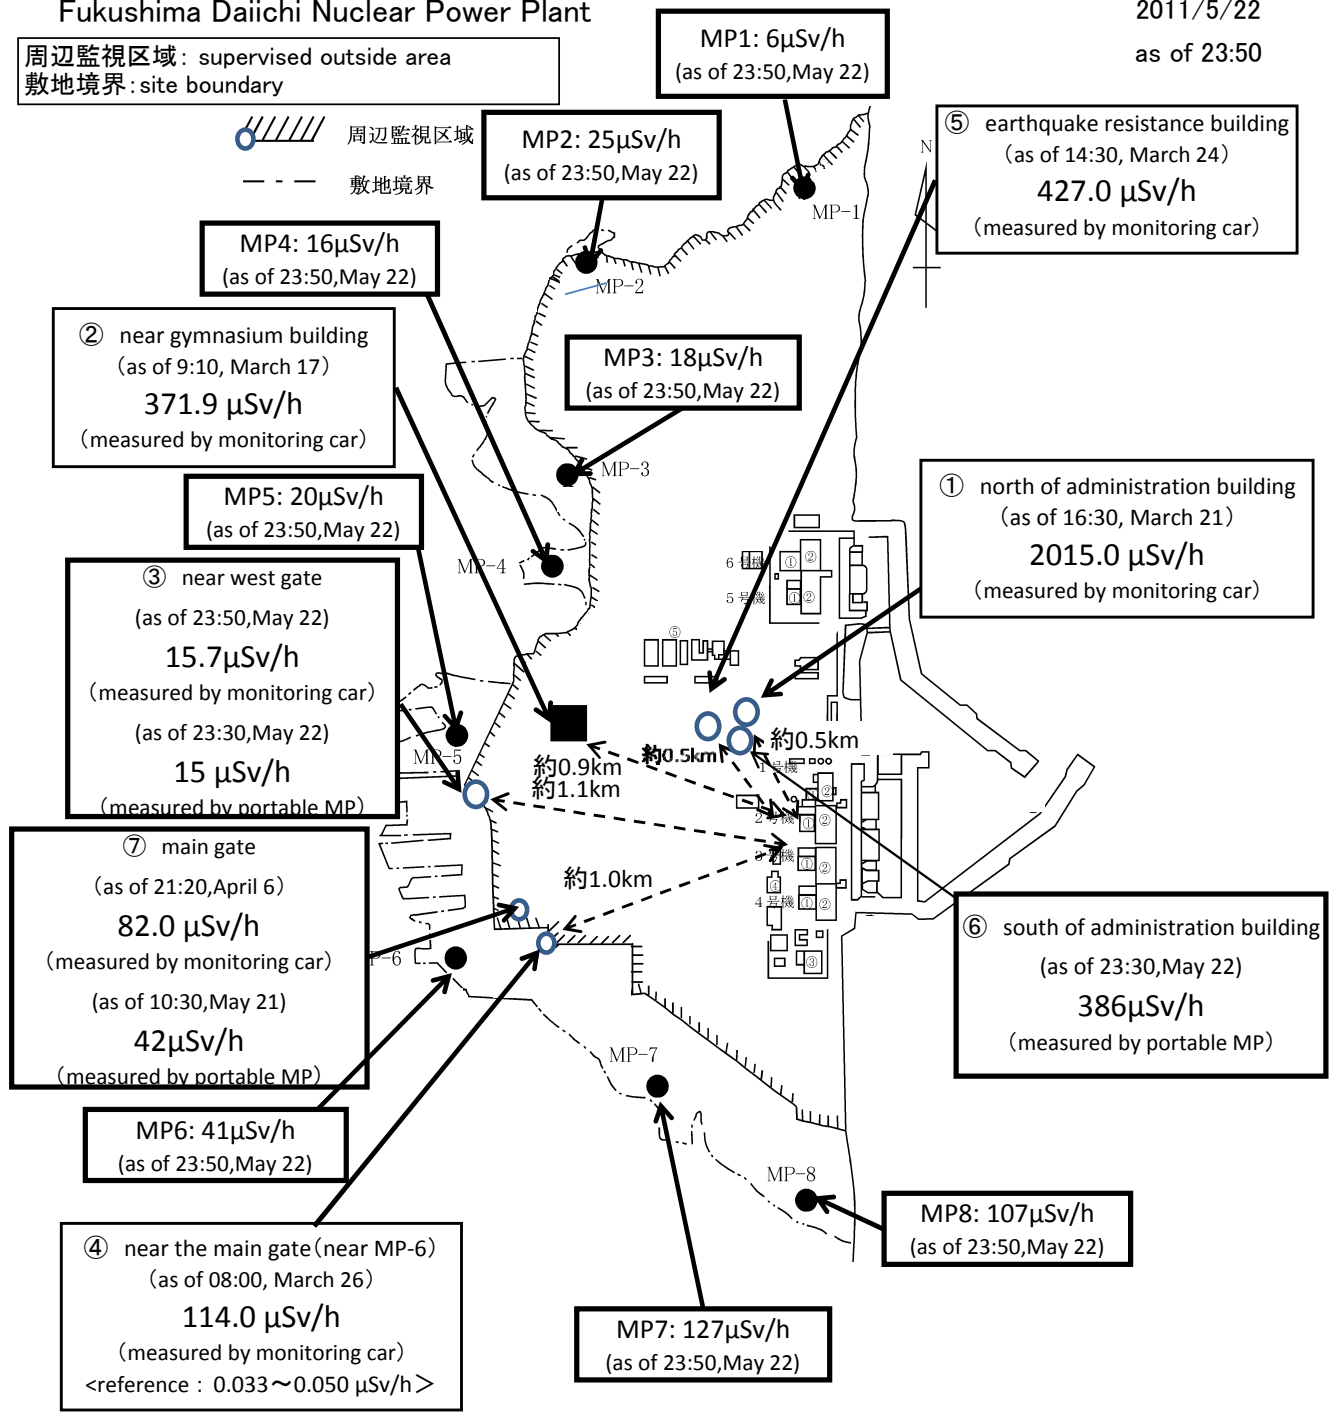 Fukushima Daiichi Nuclear Power Plant
2011/5/22
as of 23:50
周辺監視区域: supervised outside area
敷地境界:site boundary
周辺監視区域
敷地境界
MP1: 6μSv/h
(as of 23:50,May 22)
MP2: 25μSv/h
(as of 23:50,May 22)
⑤ earthquake resistance building
(as of 14:30, March 24)
427.0 μSv/h
(measured by monitoring car)
N
MP-1
MP4: 16μSv/h
(as of 23:50,May 22)
MP-2
② near gymnasium building
(as of 9:10, March 17)
371.9 μSv/h
(measured by monitoring car)
MP3: 18μSv/h
(as of 23:50,May 22)
MP-3
MP5: 20μSv/h
(as of 23:50,May 22)
① north of administration building
(as of 16:30, March 21)
2015.0 μSv/h
(measured by monitoring car)
MP-4
③ near west gate
(as of 23:50,May 22)
15.7μSv/h
(measured by monitoring car)
(as of 23:30,May 22)
15 μSv/h
(measured by portable MP)
6号機
① ②
5号機
① ②
⑤
MP-5
約0.9km
約1.1km
約0.5km
約0.5km
1号機
②
2号機
① ②
3号機
① ②
④
4号機
① ②
③
約1.0km
⑦ main gate
(as of 21:20,April 6)
82.0 μSv/h
(measured by monitoring car)
(as of 10:30,May 21)
42μSv/h
(measured by portable MP)
P-6
⑥ south of administration building
(as of 23:30,May 22)
386μSv/h
(measured by portable MP)
MP-7
MP6: 41μSv/h
(as of 23:50,May 22)
MP-8
MP8: 107μSv/h
(as of 23:50,May 22)
④ near the main gate(near MP-6)
(as of 08:00, March 26)
114.0 μSv/h
(measured by monitoring car)
<reference : 0.033～0.050 μSv/h>
MP7: 127μSv/h
(as of 23:50,May 22)